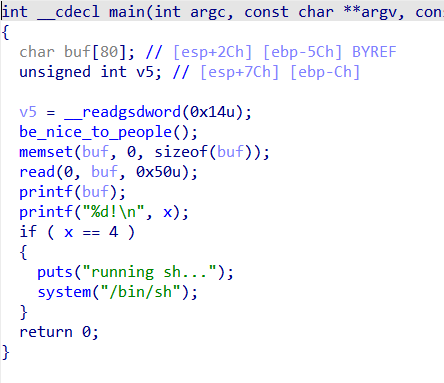 int __cdecl main(int argc, const char **argv, con
{
char buf[80]; // [esp+2Ch] [ebp-5Ch] BYREF
unsigned int v5; // [esp+7Ch] [ebp-Ch]
v5 = __readgsdword(0x14u);
be_nice_to_people();
memset(buf, 0, sizeof(buf));
read(0, buf, 0x50u);
printf(buf);
printf("%d!\n", x);
if ( x == 4 )
{
puts("running sh...");
system("/bin/sh");
}
return 0;
}